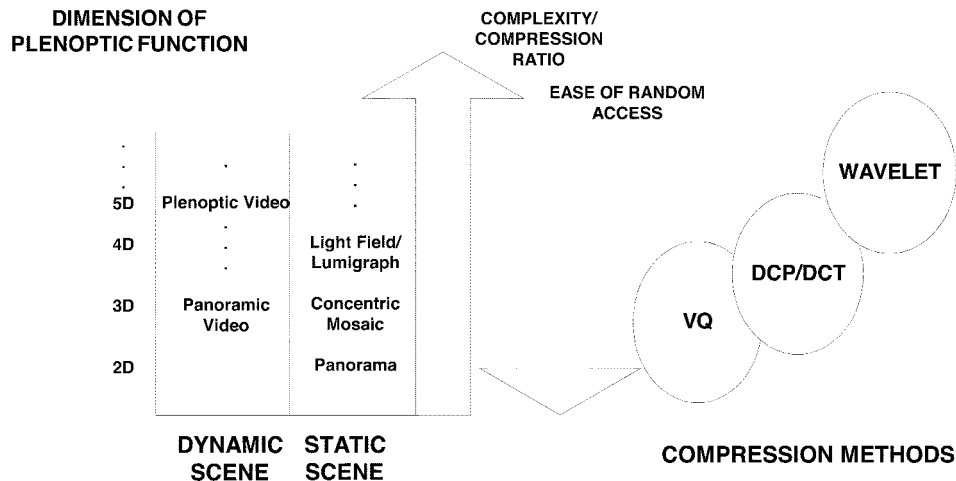 DIMENSION OF
PLENOPTIC FUNCTION
COMPLEXITY/
COMPRESSION
RATIO
EASE OF RANDOM
ACCESS
5D
Plenoptic Video
4D
Light Field/
Lumigraph
3D
Panoramic
Video
Concentric
Mosaic
2D
Panorama
DYNAMIC
SCENE
STATIC
SCENE
WAVELET
DCP/DCT
VQ
COMPRESSION METHODS